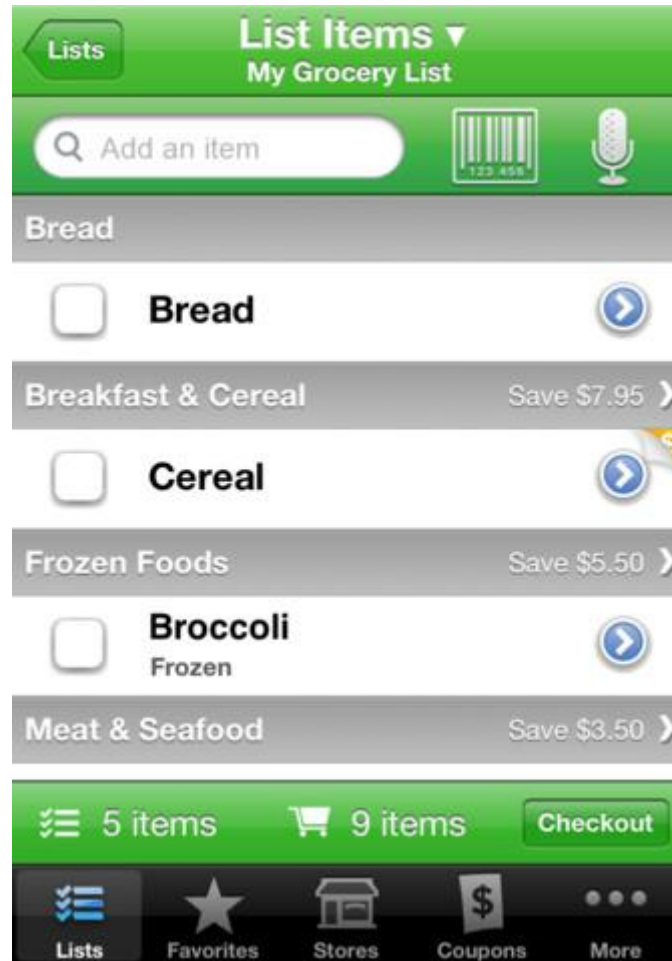 Lists
List Items ▼
My Grocery List
Add an item
123 456
Bread
Bread
Breakfast & Cereal Save $7.95
Cereal
$
Frozen Foods Save $5.50
Broccoli
Frozen
Meat & Seafood Save $3.50
5 items 9 items Checkout
$
Lists Favorites Stores Coupons More